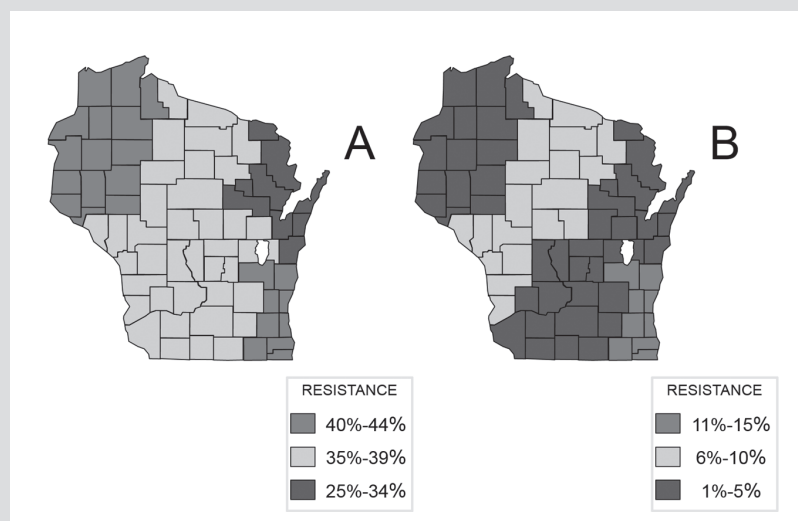 A
B
RESISTANCE
40%-44%
35%-39%
25%-34%
RESISTANCE
11%-15%
6%-10%
1%-5%